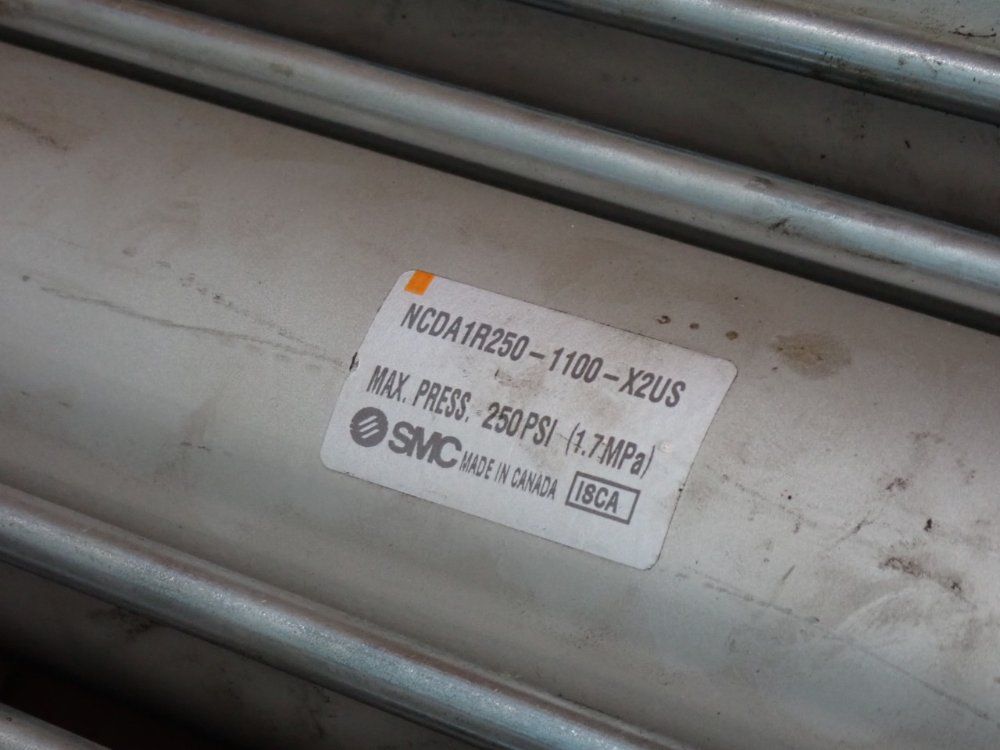 NCDA1R250-1100-X2US
MAX. PRESS. 250PSI (1.7MPa)
SMC MADE IN CANADA ISCA